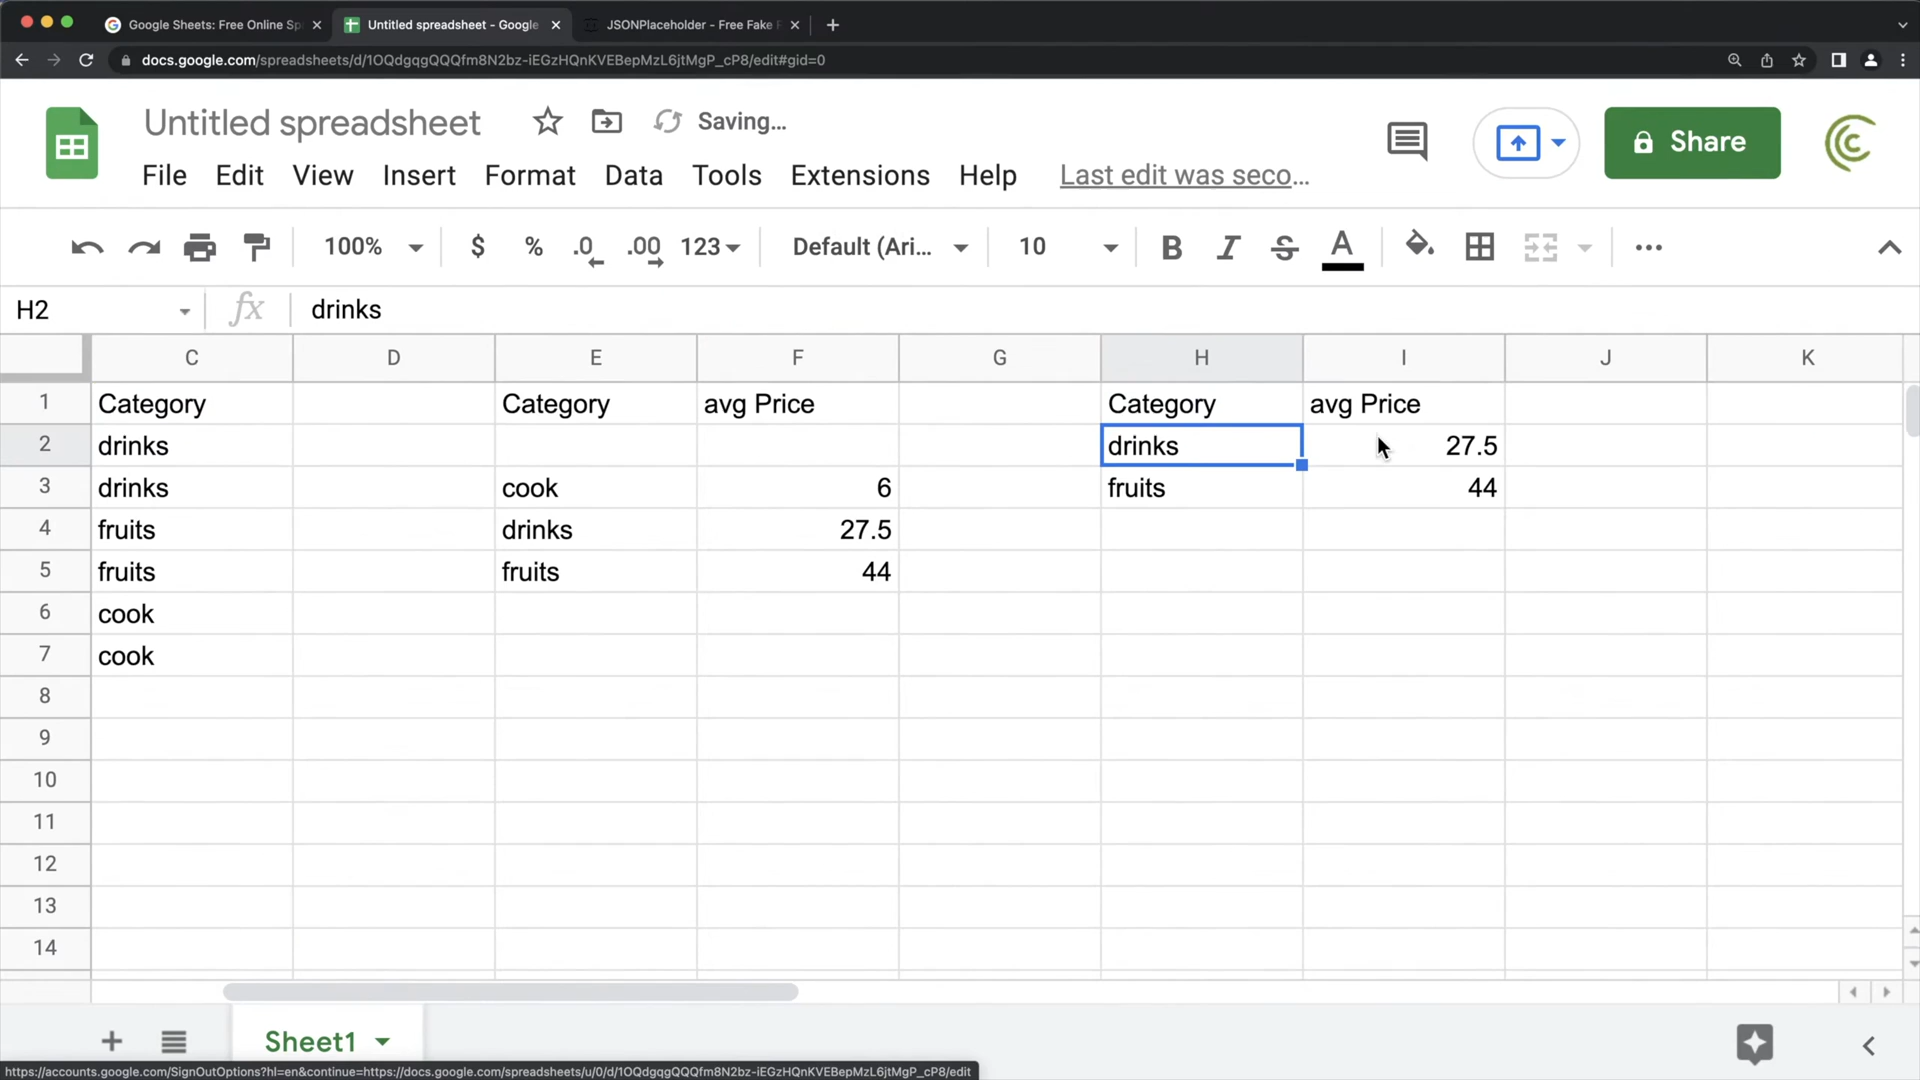 Google Sheets: Free Online Sp
Untitled spreadsheet - Google
JSONPlaceholder - Free Fake
docs.google.com/spreadsheets/d/1OQdgqgQQQfm8N2bz-iEGzHQnKVEBepMzL6jtMgP_cP8/edit#gid=0
Untitled spreadsheet
Saving...
Share
File Edit View Insert Format Data Tools Extensions Help Last edit was seco...
100% $ % .0 .00 123 Default (Ari... 10 B I S A
H2 fx drinks
C D E F G H I J K
1 Category Category avg Price Category avg Price
2 drinks drinks 27.5
3 drinks cook 6 fruits 44
4 fruits drinks 27.5
5 fruits fruits 44
6 cook
7 cook
8
9
10
11
12
13
14
Sheet1
https://accounts.google.com/SignOutOptions?hl=en&continue=https://docs.google.com/spreadsheets/u/0/d/1OQdgqgQQQfm8N2bz-iEGzHQnKVEBepMzL6jtMgP_cP8/edit